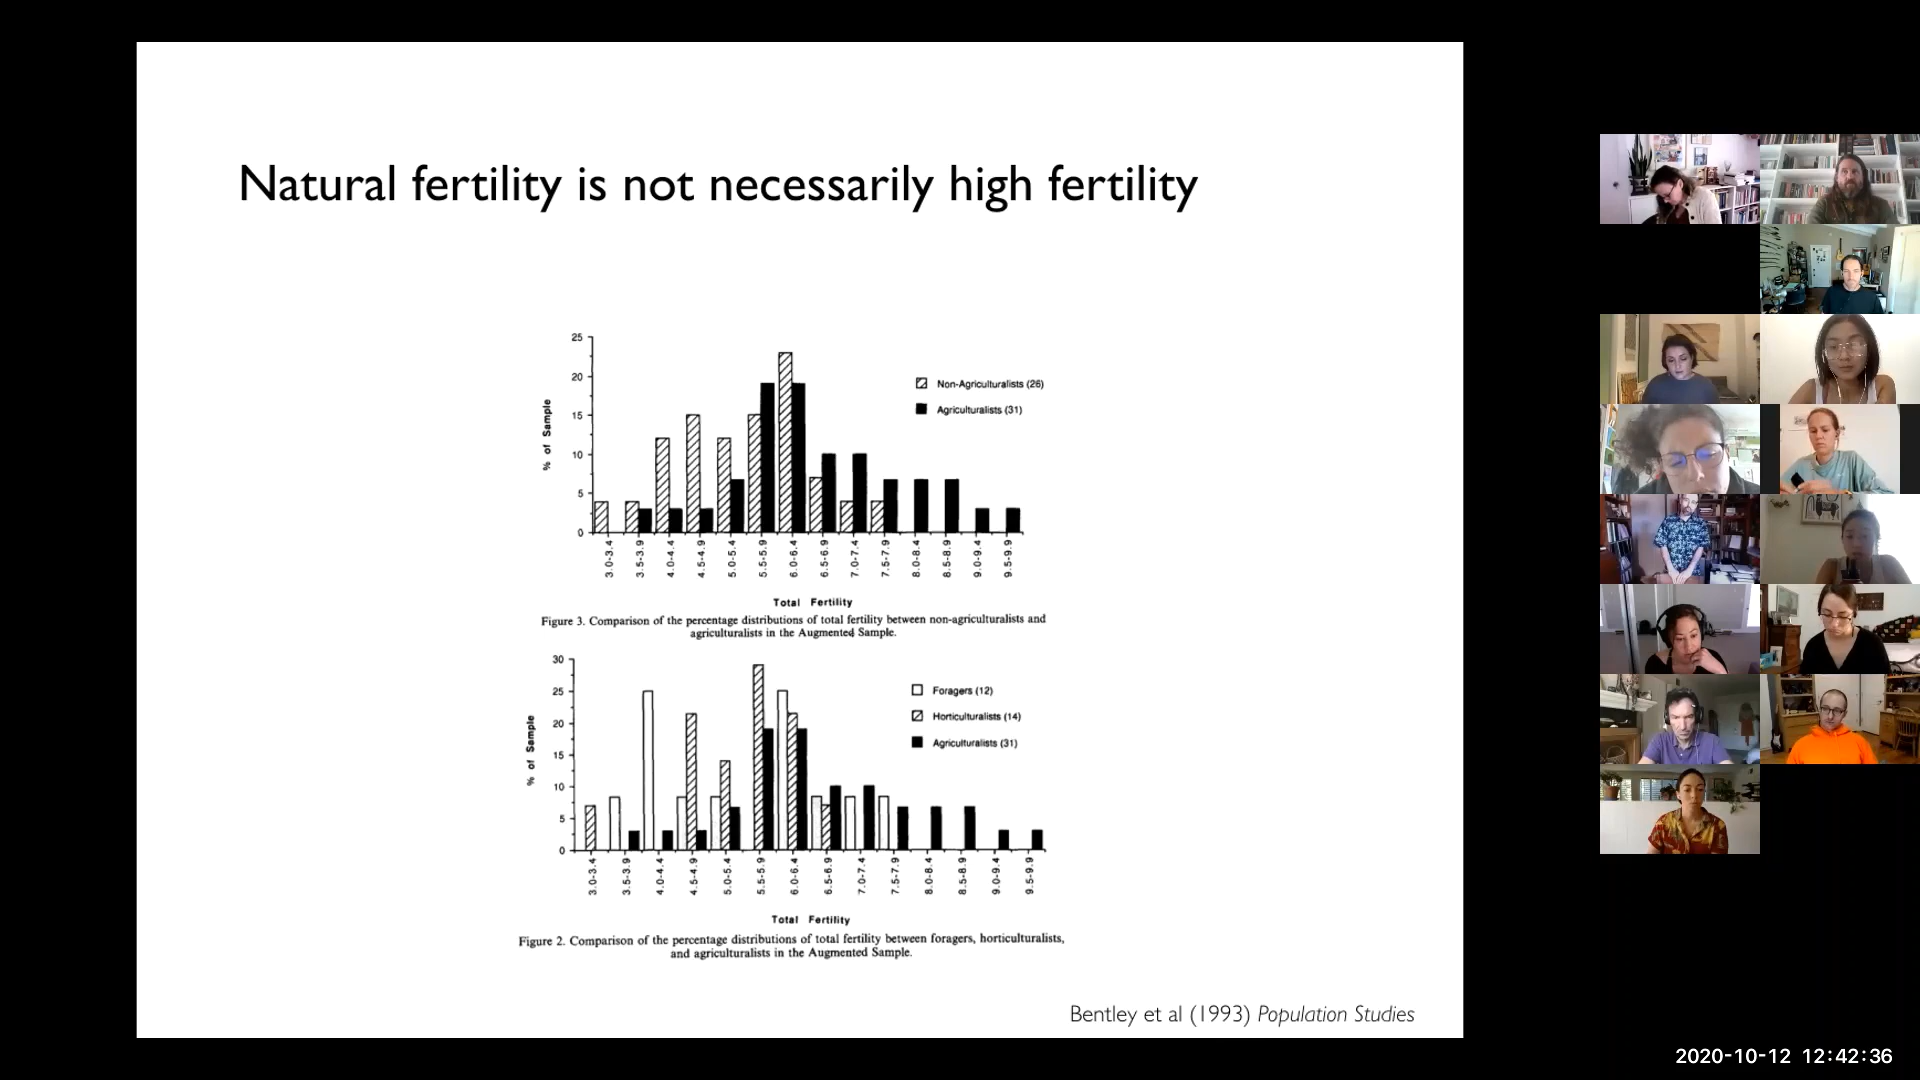 Natural fertility is not necessarily high fertility
25
20
15
10
5
0
% of Sample
Non-Agriculturalists (26)
Agriculturalists (31)
3.0-3.4
3.5-3.9
4.0-4.4
4.5-4.9
5.0-5.4
5.5-5.9
6.0-6.4
6.5-6.9
7.0-7.4
7.5-7.9
8.0-8.4
8.5-8.9
9.0-9.4
9.5-9.9
Total Fertility
Figure 3. Comparison of the percentage distributions of total fertility between non-agriculturalists and
agriculturalists in the Augmented Sample.
30
25
20
15
10
5
0
% of Sample
Foragers (12)
Horticulturalists (14)
Agriculturalists (31)
3.0-3.4
3.5-3.9
4.0-4.4
4.5-4.9
5.0-5.4
5.5-5.9
6.0-6.4
6.5-6.9
7.0-7.4
7.5-7.9
8.0-8.4
8.5-8.9
9.0-9.4
9.5-9.9
Total Fertility
Figure 2. Comparison of the percentage distributions of total fertility between foragers, horticulturalists,
and agriculturalists in the Augmented Sample.
Bentley et al (1993) Population Studies
2020-10-12 12:42:36